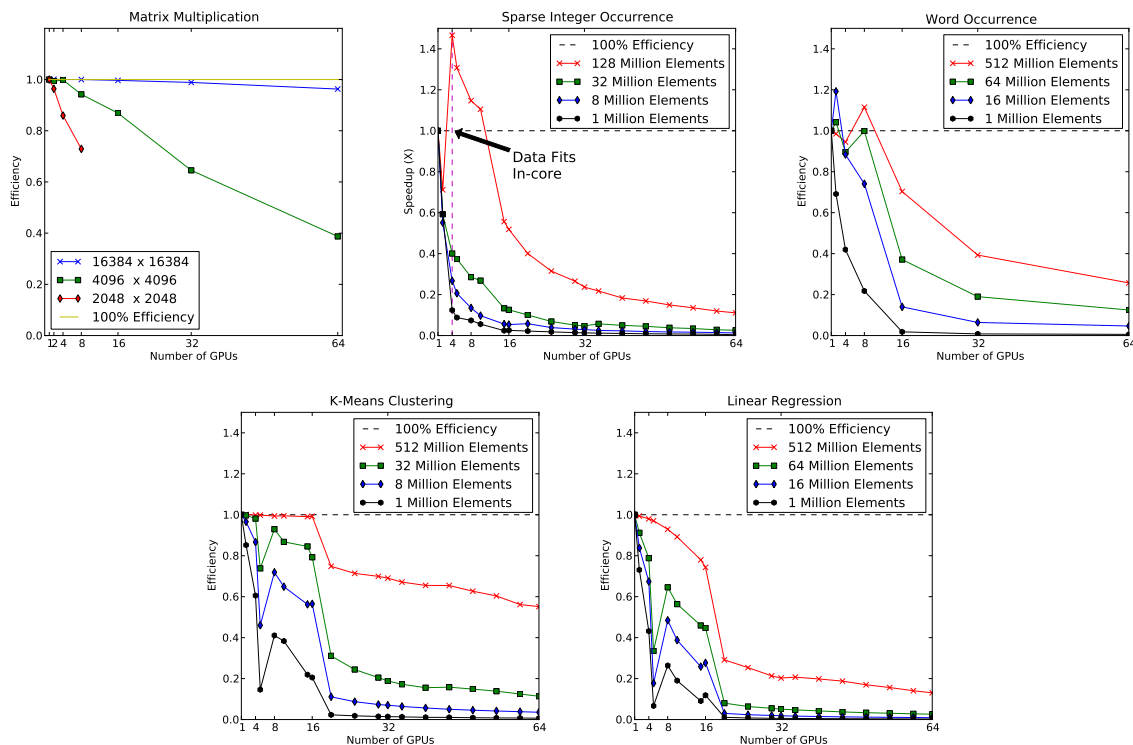 Matrix Multiplication
Efficiency
1.0
0.8
0.6
0.4
0.2
0.0
16384 x 16384
4096 x 4096
2048 x 2048
100% Efficiency
1 2 4 8 16 32 64
Number of GPUs
Sparse Integer Occurrence
Speedup (X)
1.4
1.2
1.0
0.8
0.6
0.4
0.2
0.0
100% Efficiency
128 Million Elements
32 Million Elements
8 Million Elements
1 Million Elements
Data Fits
In-core
1 4 8 16 32 64
Number of GPUs
Word Occurrence
Efficiency
1.4
1.2
1.0
0.8
0.6
0.4
0.2
0.0
100% Efficiency
512 Million Elements
64 Million Elements
16 Million Elements
1 Million Elements
1 4 8 16 32 64
Number of GPUs
K-Means Clustering
Efficiency
1.4
1.2
1.0
0.8
0.6
0.4
0.2
0.0
100% Efficiency
512 Million Elements
32 Million Elements
8 Million Elements
1 Million Elements
1 4 8 16 32 64
Number of GPUs
Linear Regression
Efficiency
1.4
1.2
1.0
0.8
0.6
0.4
0.2
0.0
100% Efficiency
512 Million Elements
64 Million Elements
16 Million Elements
1 Million Elements
1 4 8 16 32 64
Number of GPUs